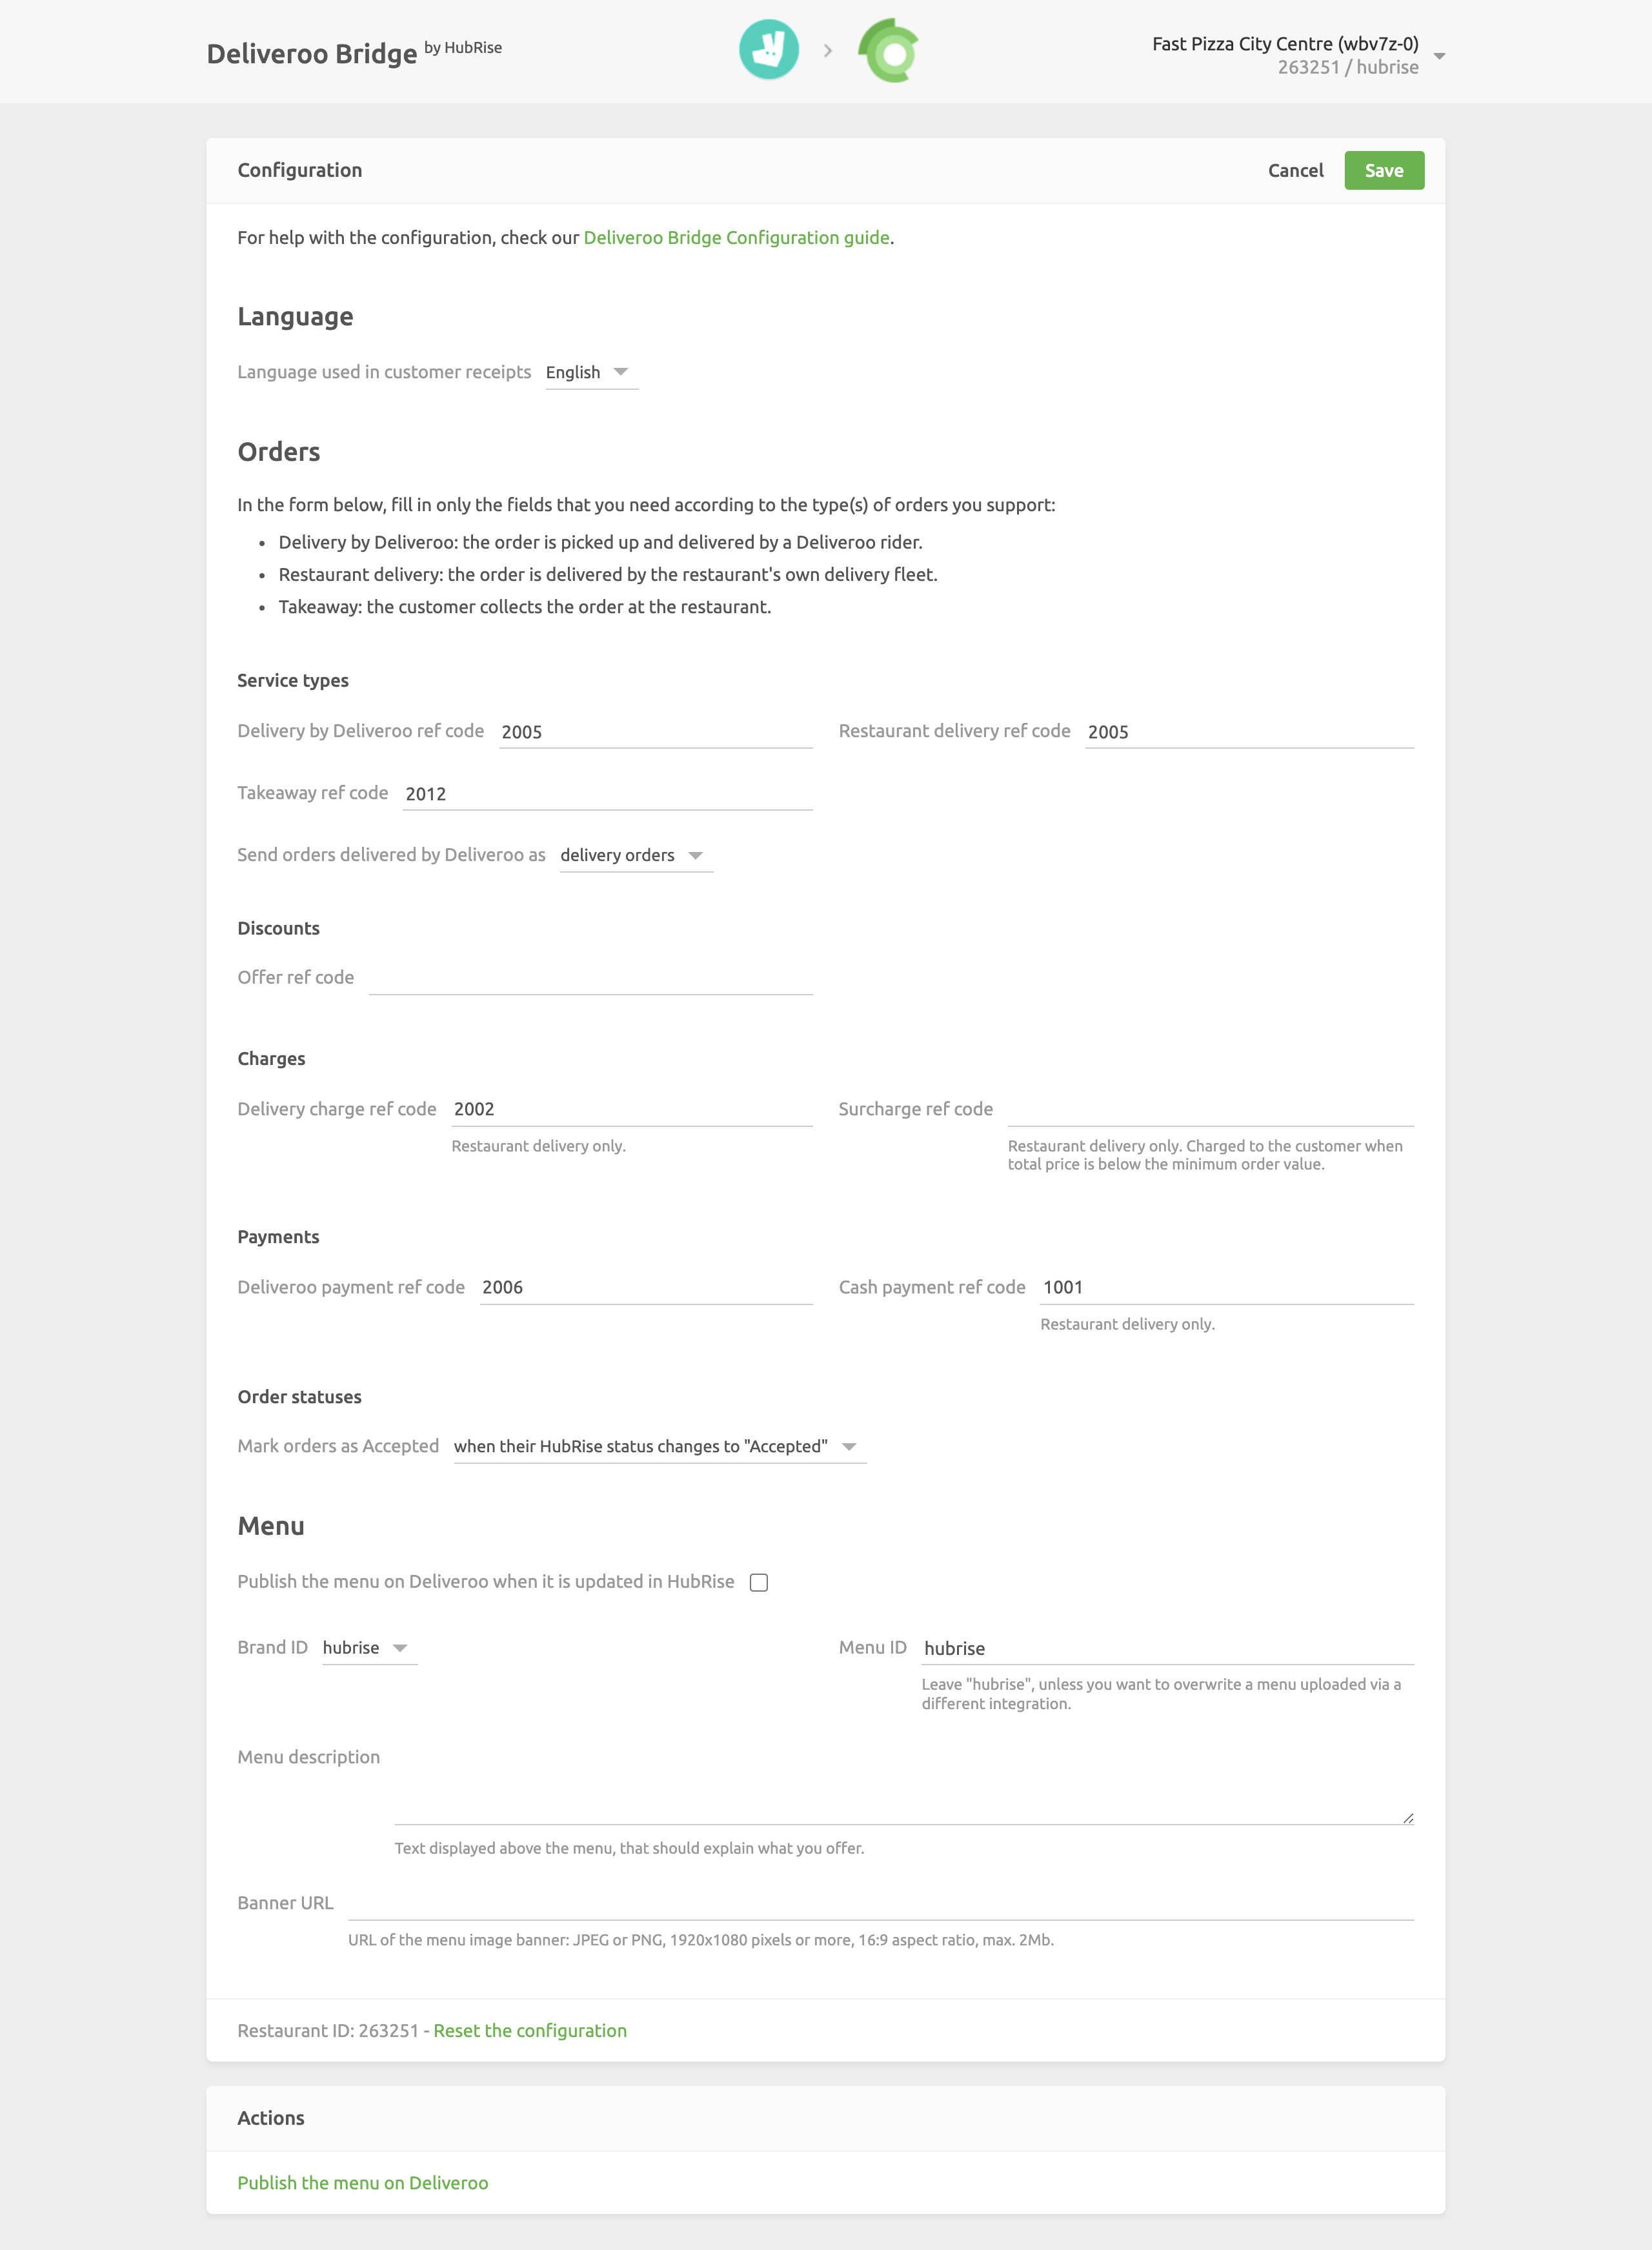 Deliveroo Bridge by HubRise
Fast Pizza City Centre (wbv7z-0)
263251 / hubrise
Configuration
Cancel
Save
For help with the configuration, check our Deliveroo Bridge Configuration guide.
Language
Language used in customer receipts English
Orders
In the form below, fill in only the fields that you need according to the type(s) of orders you support:
• Delivery by Deliveroo: the order is picked up and delivered by a Deliveroo rider.
• Restaurant delivery: the order is delivered by the restaurant's own delivery fleet.
• Takeaway: the customer collects the order at the restaurant.
Service types
Delivery by Deliveroo ref code 2005
Restaurant delivery ref code 2005
Takeaway ref code 2012
Send orders delivered by Deliveroo as delivery orders
Discounts
Offer ref code
Charges
Delivery charge ref code 2002
Restaurant delivery only.
Surcharge ref code
Restaurant delivery only. Charged to the customer when
total price is below the minimum order value.
Payments
Deliveroo payment ref code 2006
Cash payment ref code 1001
Restaurant delivery only.
Order statuses
Mark orders as Accepted when their HubRise status changes to "Accepted"
Menu
Publish the menu on Deliveroo when it is updated in HubRise
Brand ID hubrise
Menu ID hubrise
Leave "hubrise", unless you want to overwrite a menu uploaded via a
different integration.
Menu description
Text displayed above the menu, that should explain what you offer.
Banner URL
URL of the menu image banner: JPEG or PNG, 1920x1080 pixels or more, 16:9 aspect ratio, max. 2Mb.
Restaurant ID: 263251 - Reset the configuration
Actions
Publish the menu on Deliveroo